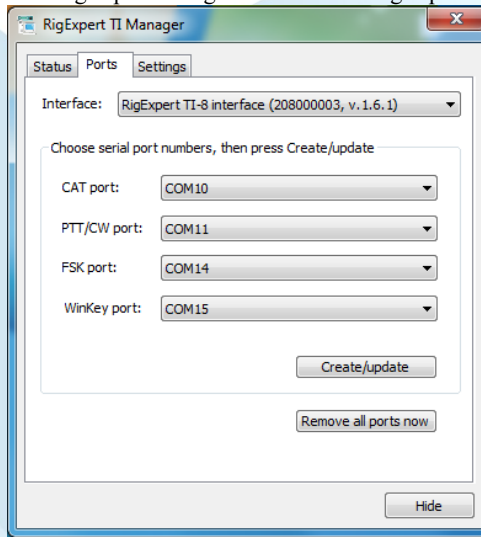 RigExpert TI Manager
Status Ports Settings
Interface: RigExpert TI-8 interface (208000003, v.1.6.1)
Choose serial port numbers, then press Create/update
CAT port: COM10
PTT/CW port: COM11
FSK port: COM14
WinKey port: COM15
Create/update
Remove all ports now
Hide